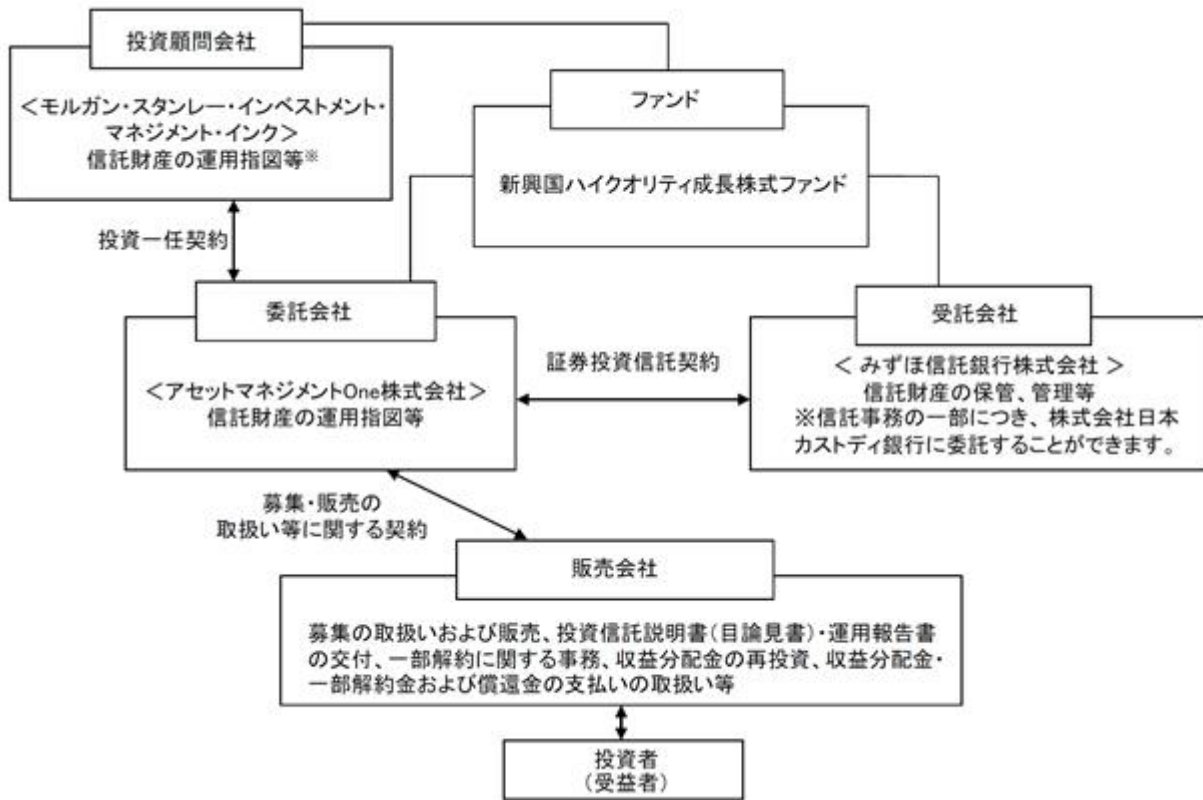 投資顧問会社
＜モルガン・スタンレー・インベストメント・
マネジメント・インク＞
信託財産の運用指図等※
ファンド
新興国ハイクオリティ成長株式ファンド
投資一任契約
委託会社
＜アセットマネジメントOne株式会社＞
信託財産の運用指図等
証券投資信託契約
受託会社
＜ みずほ信託銀行株式会社 ＞
信託財産の保管、管理等
※信託事務の一部につき、株式会社日本
カストディ銀行に委託することができます。
募集・販売の
取扱い等に関する契約
販売会社
募集の取扱いおよび販売、投資信託説明書（目論見書）・運用報告書
の交付、一部解約に関する事務、収益分配金の再投資、収益分配金・
一部解約金および償還金の支払いの取扱い等
投資者
（受益者）